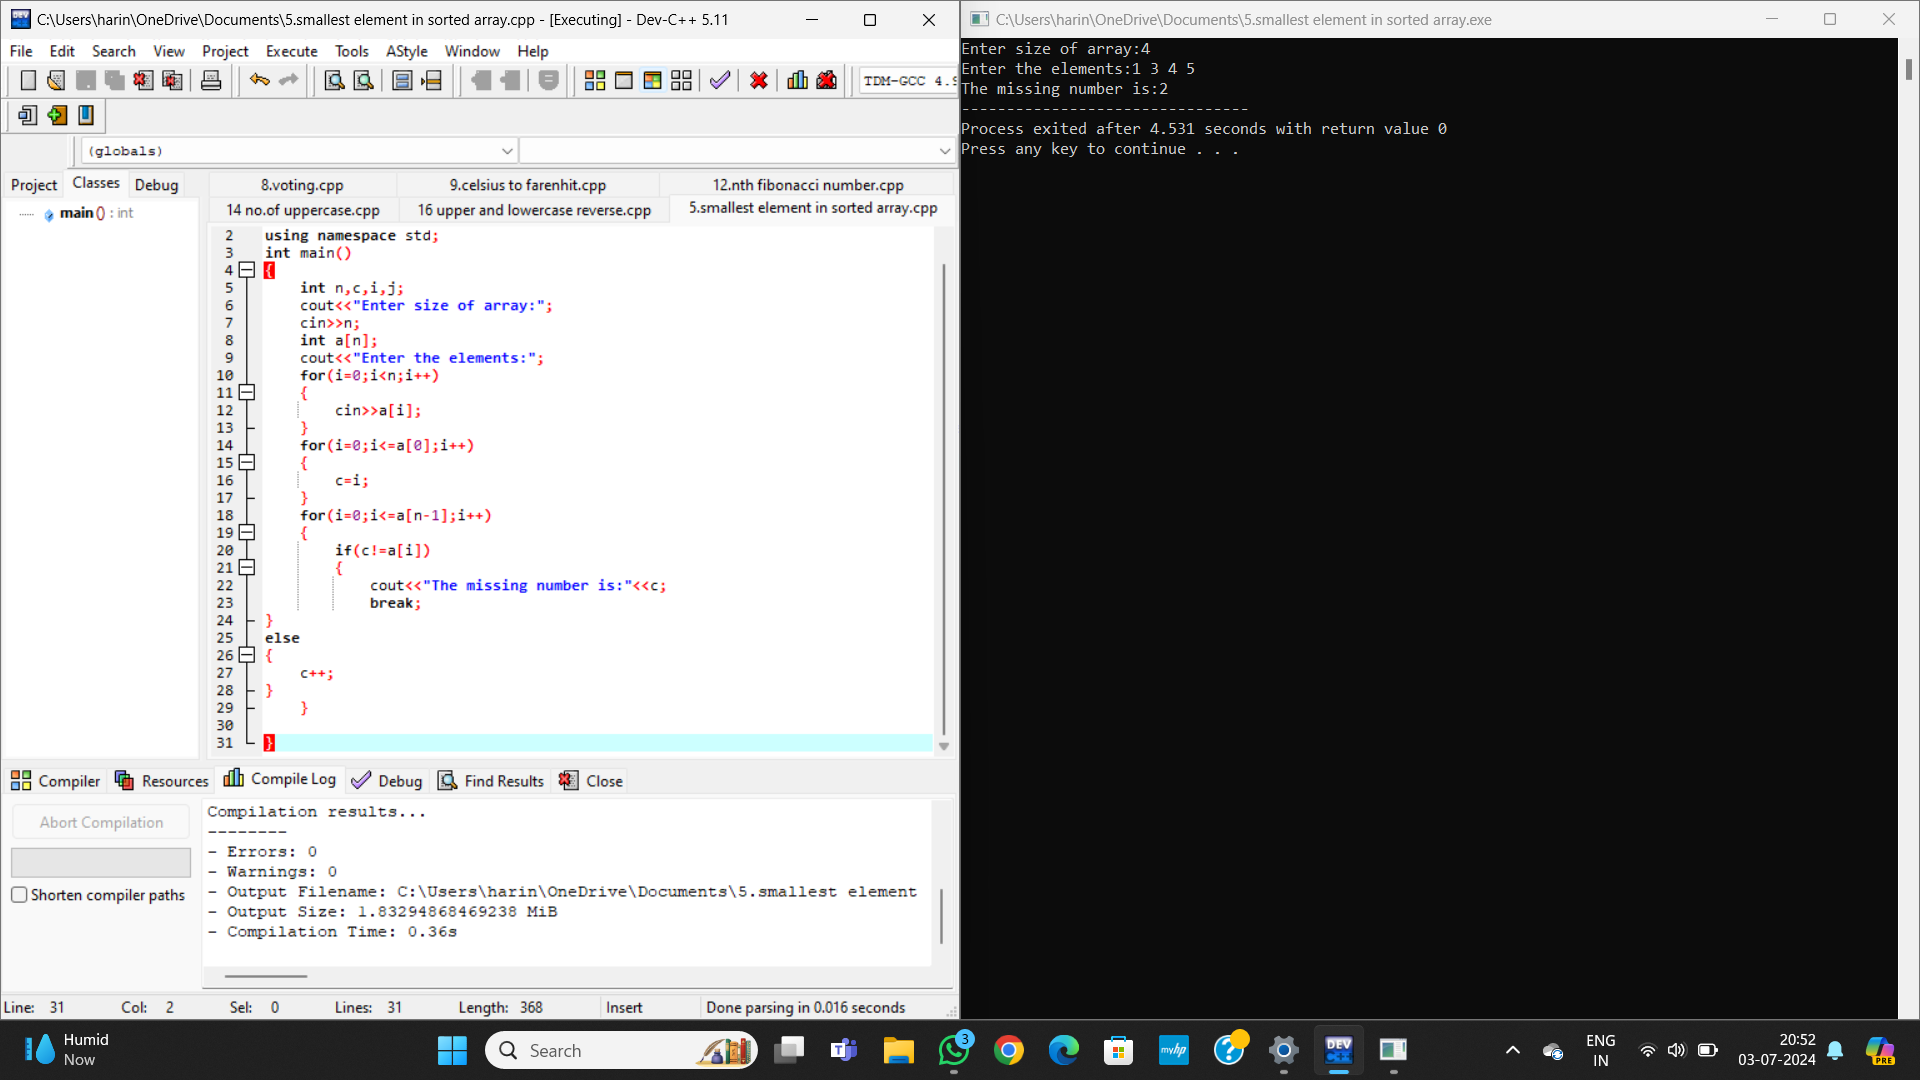 C:\Users\harin\OneDrive\Documents\5.smallest element in sorted array.cpp - [Executing] - Dev-C++ 5.11
File Edit Search View Project Execute Tools AStyle Window Help
TDM-GCC 4.9
(globals)
Project Classes Debug
main () : int
8.voting.cpp 9.celsius to farenhit.cpp 12.nth fibonacci number.cpp
14 no.of uppercase.cpp 16 upper and lowercase reverse.cpp 5.smallest element in sorted array.cpp
2 using namespace std;
3 int main()
4 {
5 int n,c,i,j;
6 cout<<"Enter size of array:";
7 cin>>n;
8 int a[n];
9 cout<<"Enter the elements:";
10 for(i=0;i<n;i++)
11 {
12 cin>>a[i];
13 }
14 for(i=0;i<=a[0];i++)
15 {
16 c=i;
17 }
18 for(i=0;i<=a[n-1];i++)
19 {
20 if(c!=a[i])
21 {
22 cout<<"The missing number is:"<<c;
23 break;
24 }
25 else
26 {
27 c++;
28 }
29 }
30
31 }
Compiler Resources Compile Log Debug Find Results Close
Abort Compilation
Shorten compiler paths
Compilation results...
--------
- Errors: 0
- Warnings: 0
- Output Filename: C:\Users\harin\OneDrive\Documents\5.smallest element
- Output Size: 1.83294868469238 MiB
- Compilation Time: 0.36s
Line: 31 Col: 2 Sel: 0 Lines: 31 Length: 368 Insert Done parsing in 0.016 seconds
C:\Users\harin\OneDrive\Documents\5.smallest element in sorted array.exe
Enter size of array:4
Enter the elements:1 3 4 5
The missing number is:2
--------------------------------
Process exited after 4.531 seconds with return value 0
Press any key to continue . . .
Humid
Now
Search
3
myhp
DEV
C++
ENG
IN
20:52
03-07-2024
PRE